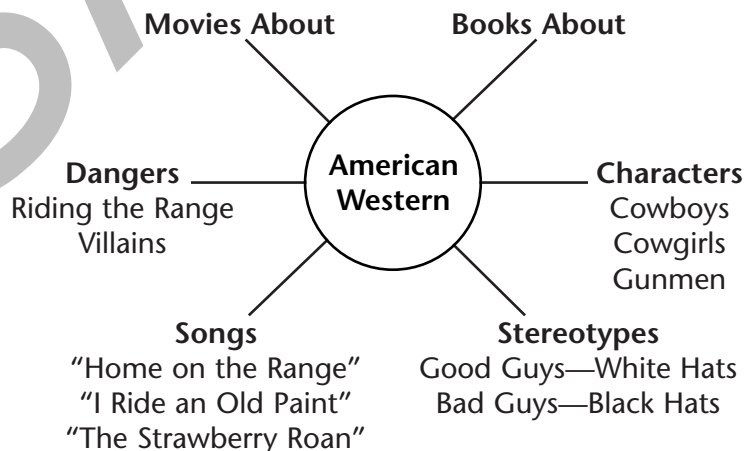 Movies About
Books About
American
Western
Dangers
Riding the Range
Villains
Characters
Cowboys
Cowgirls
Gunmen
Songs
“Home on the Range”
“I Ride an Old Paint”
“The Strawberry Roan”
Stereotypes
Good Guys—White Hats
Bad Guys—Black Hats